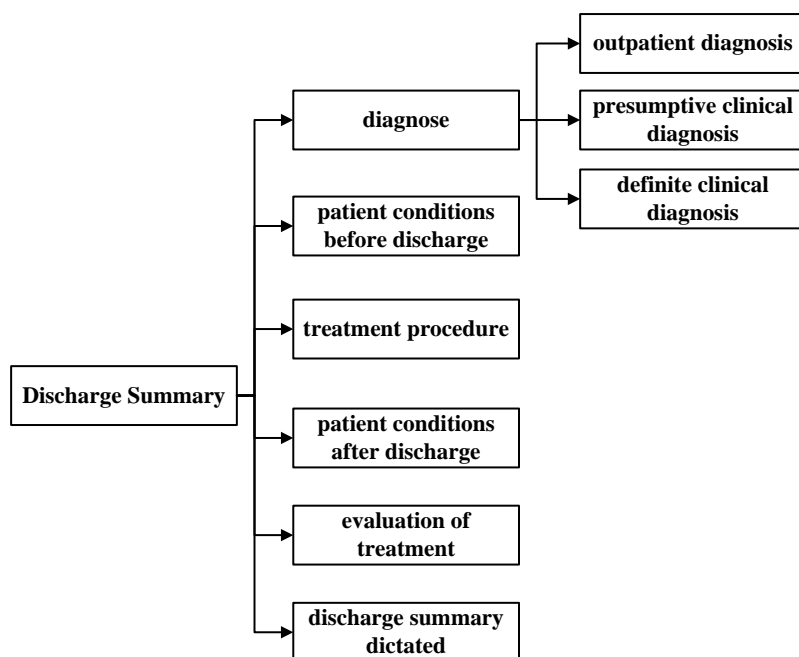 outpatient diagnosis
diagnose
presumptive clinical
diagnosis
definite clinical
diagnosis
patient conditions
before discharge
treatment procedure
Discharge Summary
patient conditions
after discharge
evaluation of
treatment
discharge summary
dictated